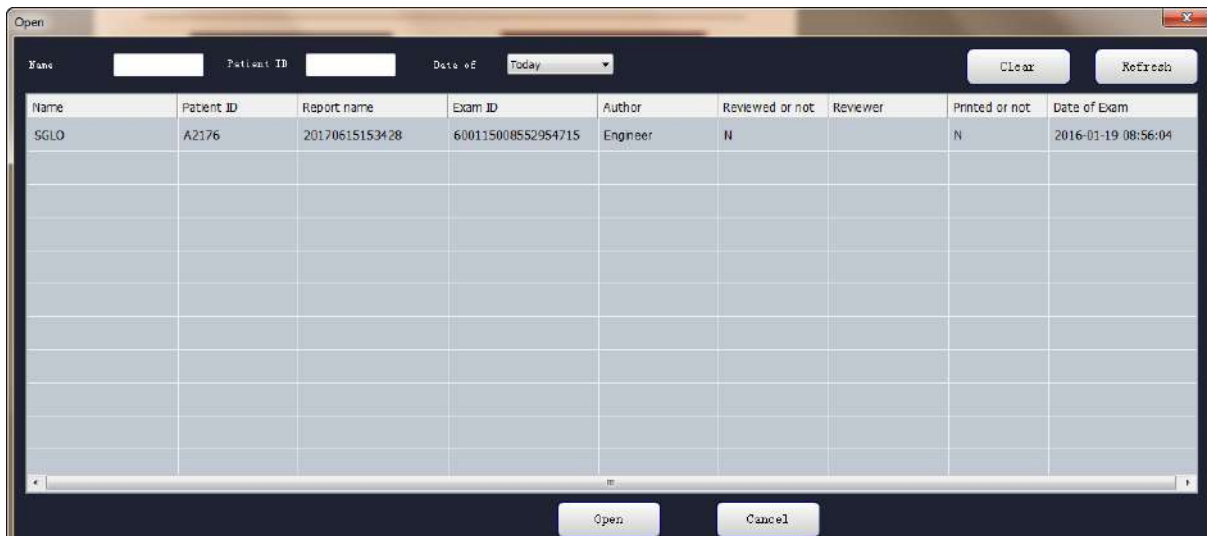 Open
Name Patient ID Date of Today Clear Refresh
Name Patient ID Report name Exam ID Author Reviewed or not Reviewer Printed or not Date of Exam
SGLO A2176 20170615153428 600115008552954715 Engineer N N 2016-01-19 08:56:04
Open Cancel